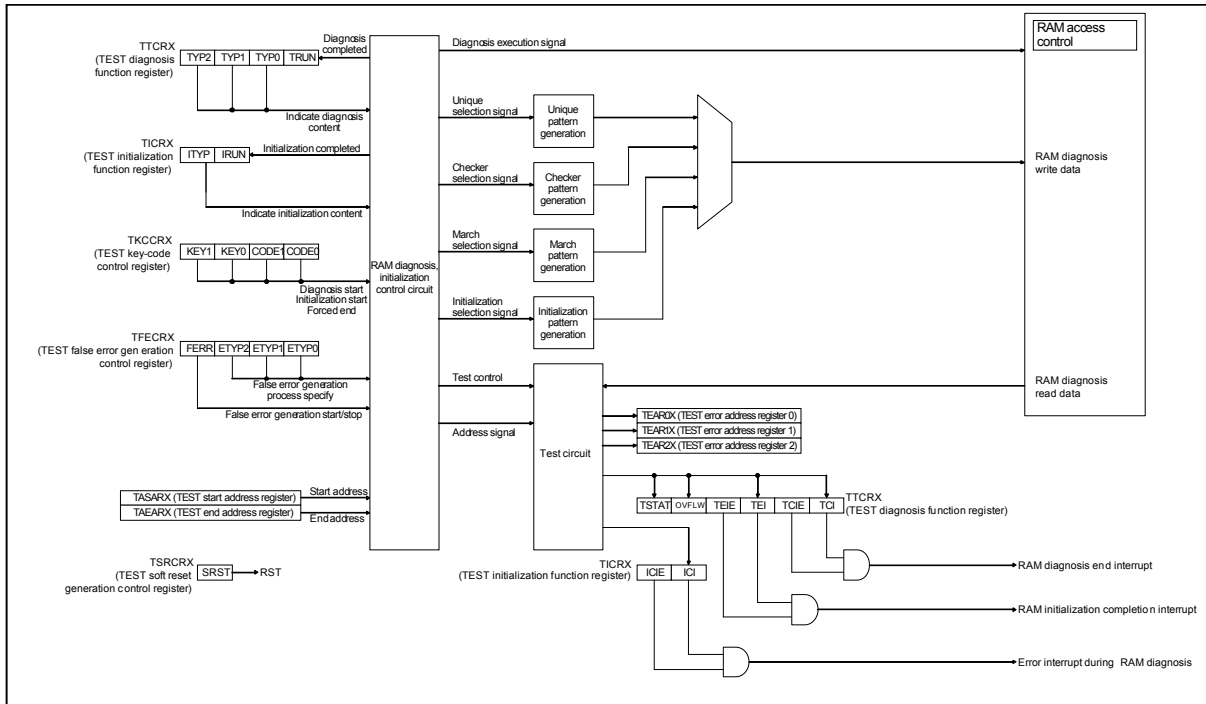 TTCRX
(TEST diagnosis
function register)
TYP2 TYP1 TYP0 TRUN
Diagnosis
completed
Indicate diagnosis
content
TICRX
(TEST initialization
function register)
ITYP IRUN
Initialization completed
Indicate initialization content
TKCCRX
(TEST key-code
control register)
KEY1 KEY0 CODE1 CODE0
Diagnosis start
Initialization start
Forced end
TFECRX
(TEST false error gen eration
control register)
FERR ETYP2 ETYP1 ETYP0
False error generation
process specify
False error generation start/stop
TASARX (TEST start address register)
TAEARX (TEST end address register)
Start address
End address
TSRCRX
(TEST soft reset
generation control register)
SRST
RST
RAM diagnosis,
initialization
control circuit
Diagnosis execution signal
Unique
selection signal
Unique
pattern
generation
Checker
selection signal
Checker
pattern
generation
March
selection signal
March
pattern
generation
Initialization
selection signal
Initialization
pattern
generation
Test control
Address signal
Test circuit
RAM access
control
RAM diagnosis
write data
RAM diagnosis
read data
TEAR0X (TEST error address register 0)
TEAR1X (TEST error address register 1)
TEAR2X (TEST error address register 2)
TSTAT OVFLW TEIE TEI TCIE TCI
TTCRX
(TEST diagnosis function register)
TICRX
(TEST initialization function register)
ICIE ICI
RAM diagnosis end interrupt
RAM initialization completion interrupt
Error interrupt during RAM diagnosis